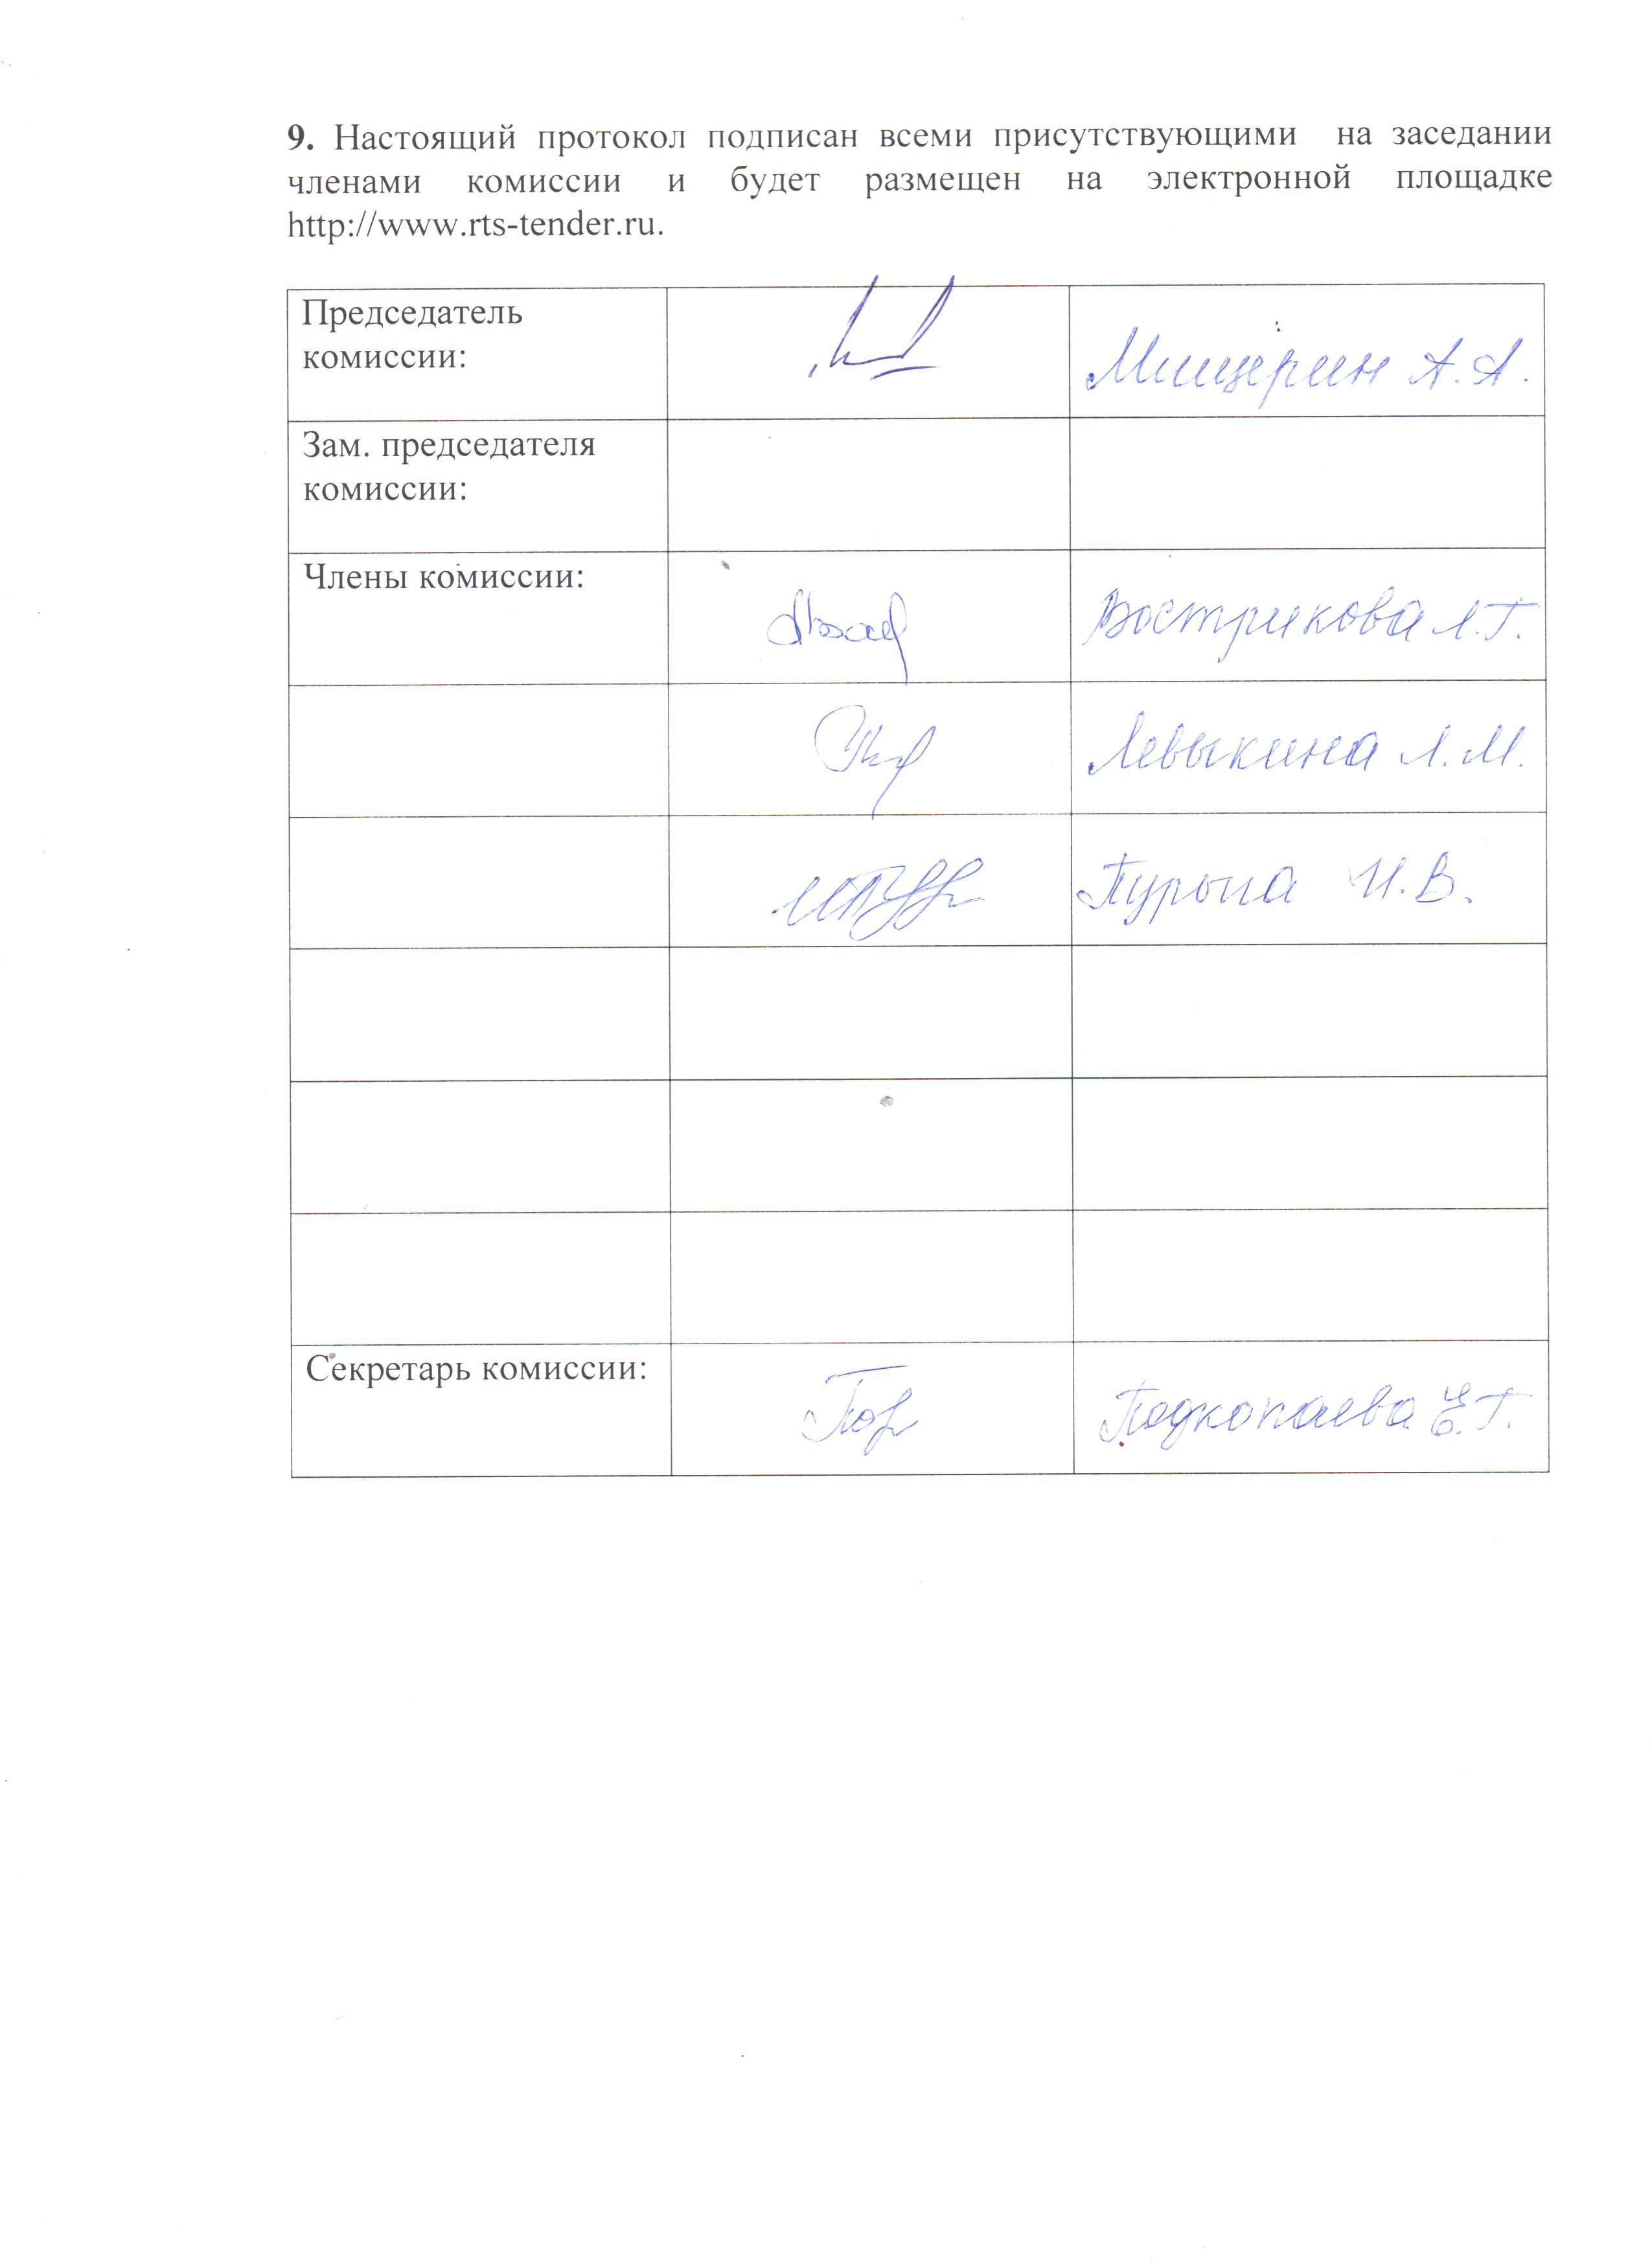 9. Настоящий протокол подписан всеми присутствующими на заседании
членами комиссии и будет размещен на электронной площадке
http://www.rts-tender.ru.
Председатель
комиссии:
Мищерин А.А.
Зам. председателя
комиссии:
Члены комиссии:
Вострикова Л.Г.
Левыкина Л.М.
И.В.
Секретарь комиссии:
Подкопаева Г.